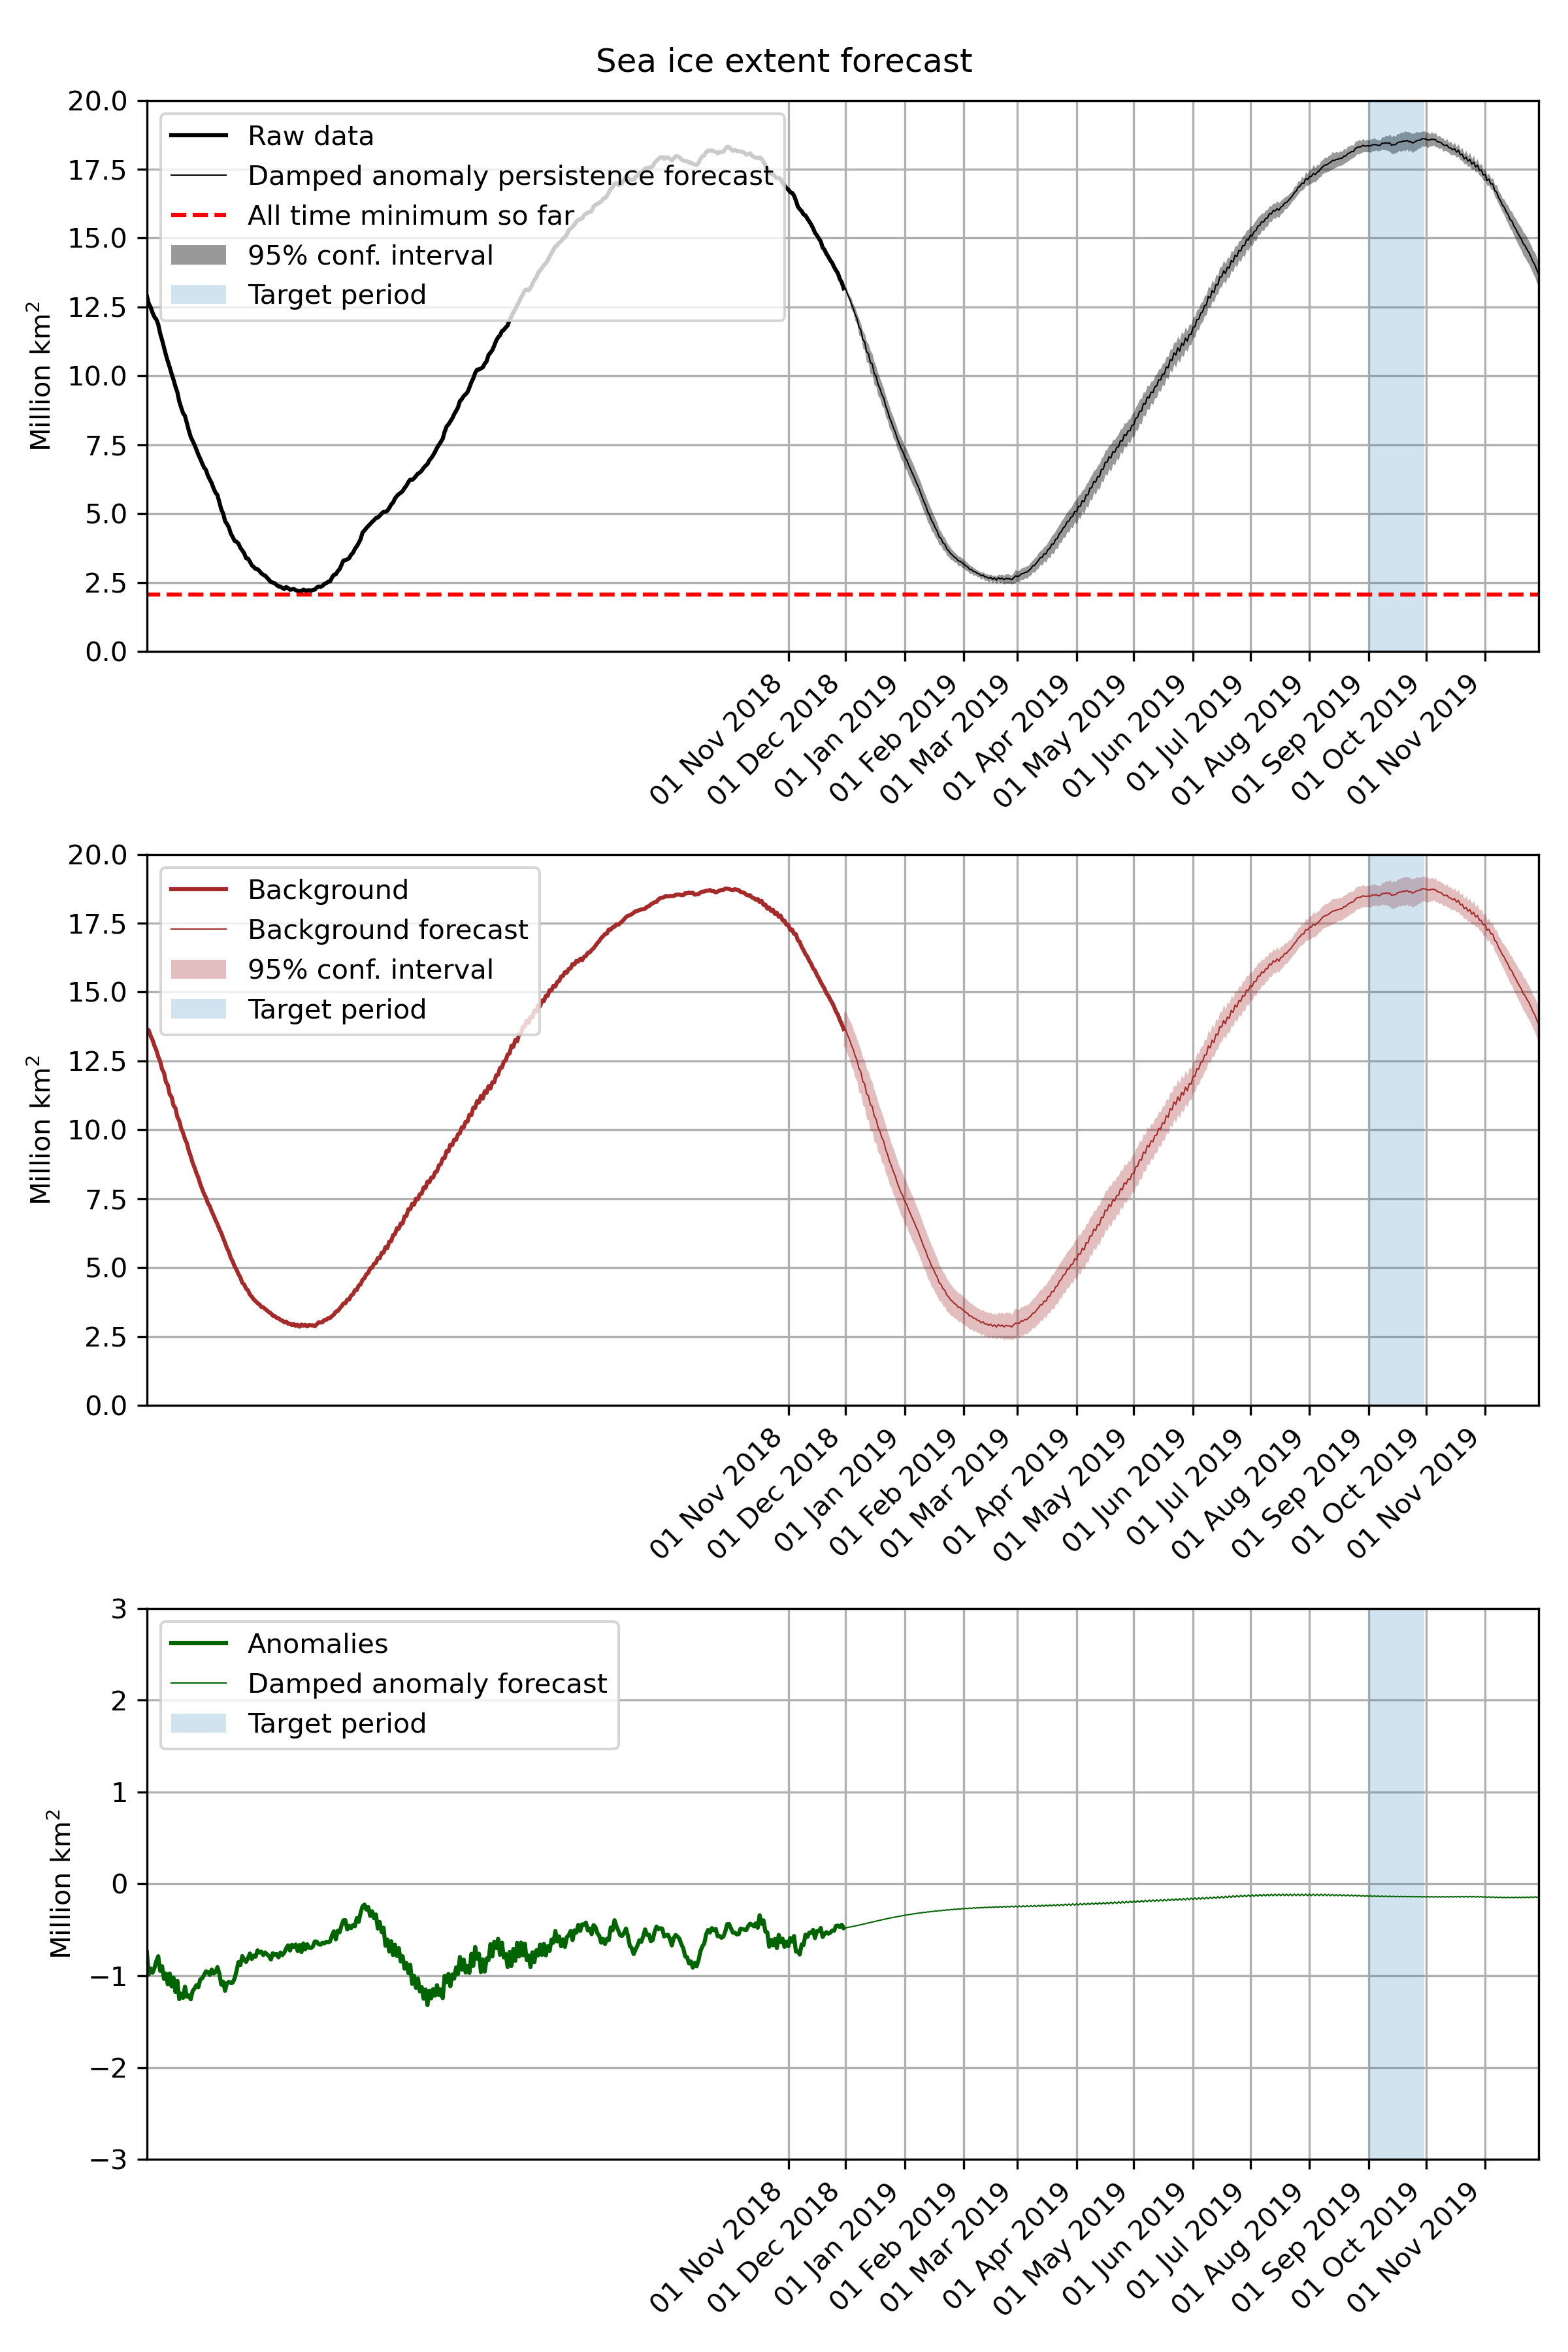 Sea ice extent forecast
20.0
17.5
15.0
12.5
10.0
7.5
5.0
2.5
0.0
Million km²
Raw data
Damped anomaly persistence forecast
All time minimum so far
95% conf. interval
Target period
01 Nov 2018
01 Dec 2018
01 Jan 2019
01 Feb 2019
01 Mar 2019
01 Apr 2019
01 May 2019
01 Jun 2019
01 Jul 2019
01 Aug 2019
01 Sep 2019
01 Oct 2019
01 Nov 2019
20.0
17.5
15.0
12.5
10.0
7.5
5.0
2.5
0.0
Million km²
Background
Background forecast
95% conf. interval
Target period
01 Nov 2018
01 Dec 2018
01 Jan 2019
01 Feb 2019
01 Mar 2019
01 Apr 2019
01 May 2019
01 Jun 2019
01 Jul 2019
01 Aug 2019
01 Sep 2019
01 Oct 2019
01 Nov 2019
3
2
1
0
−1
−2
−3
Million km²
Anomalies
Damped anomaly forecast
Target period
01 Nov 2018
01 Dec 2018
01 Jan 2019
01 Feb 2019
01 Mar 2019
01 Apr 2019
01 May 2019
01 Jun 2019
01 Jul 2019
01 Aug 2019
01 Sep 2019
01 Oct 2019
01 Nov 2019